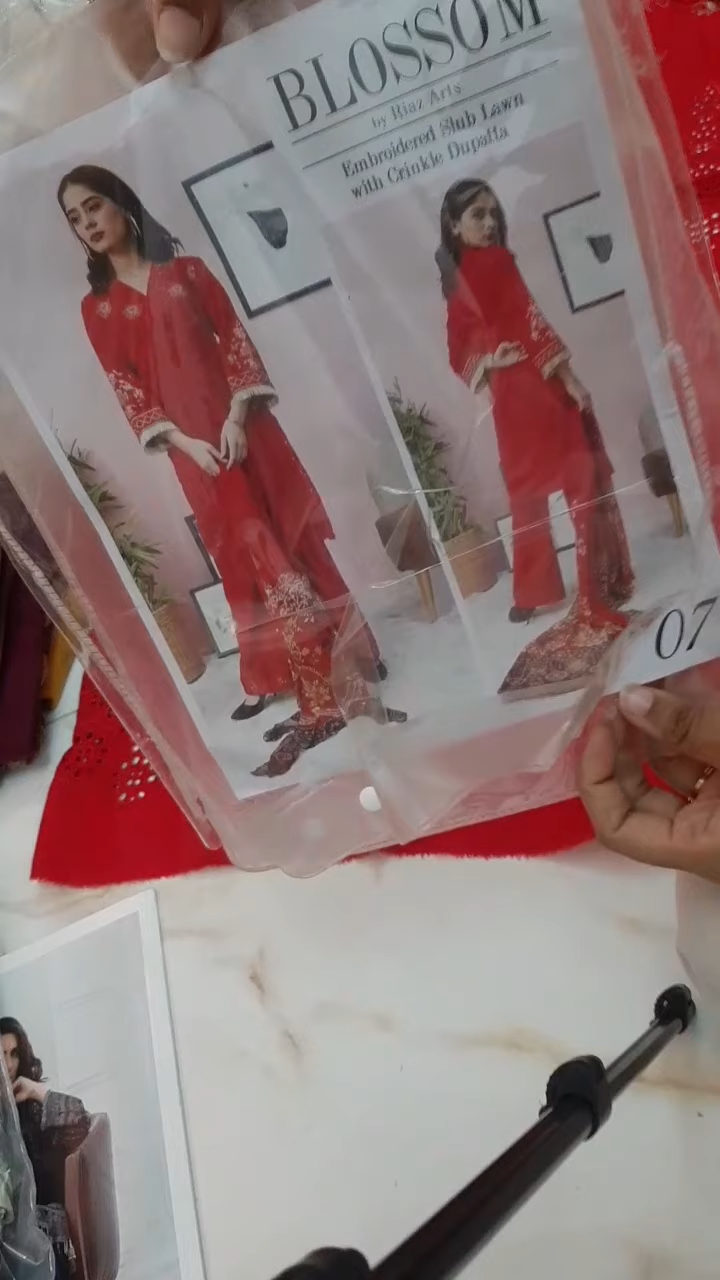 BLOSSOM
by Riaz Arts
Embroidered Slub Lawn
with Crinkle Dupatta
07